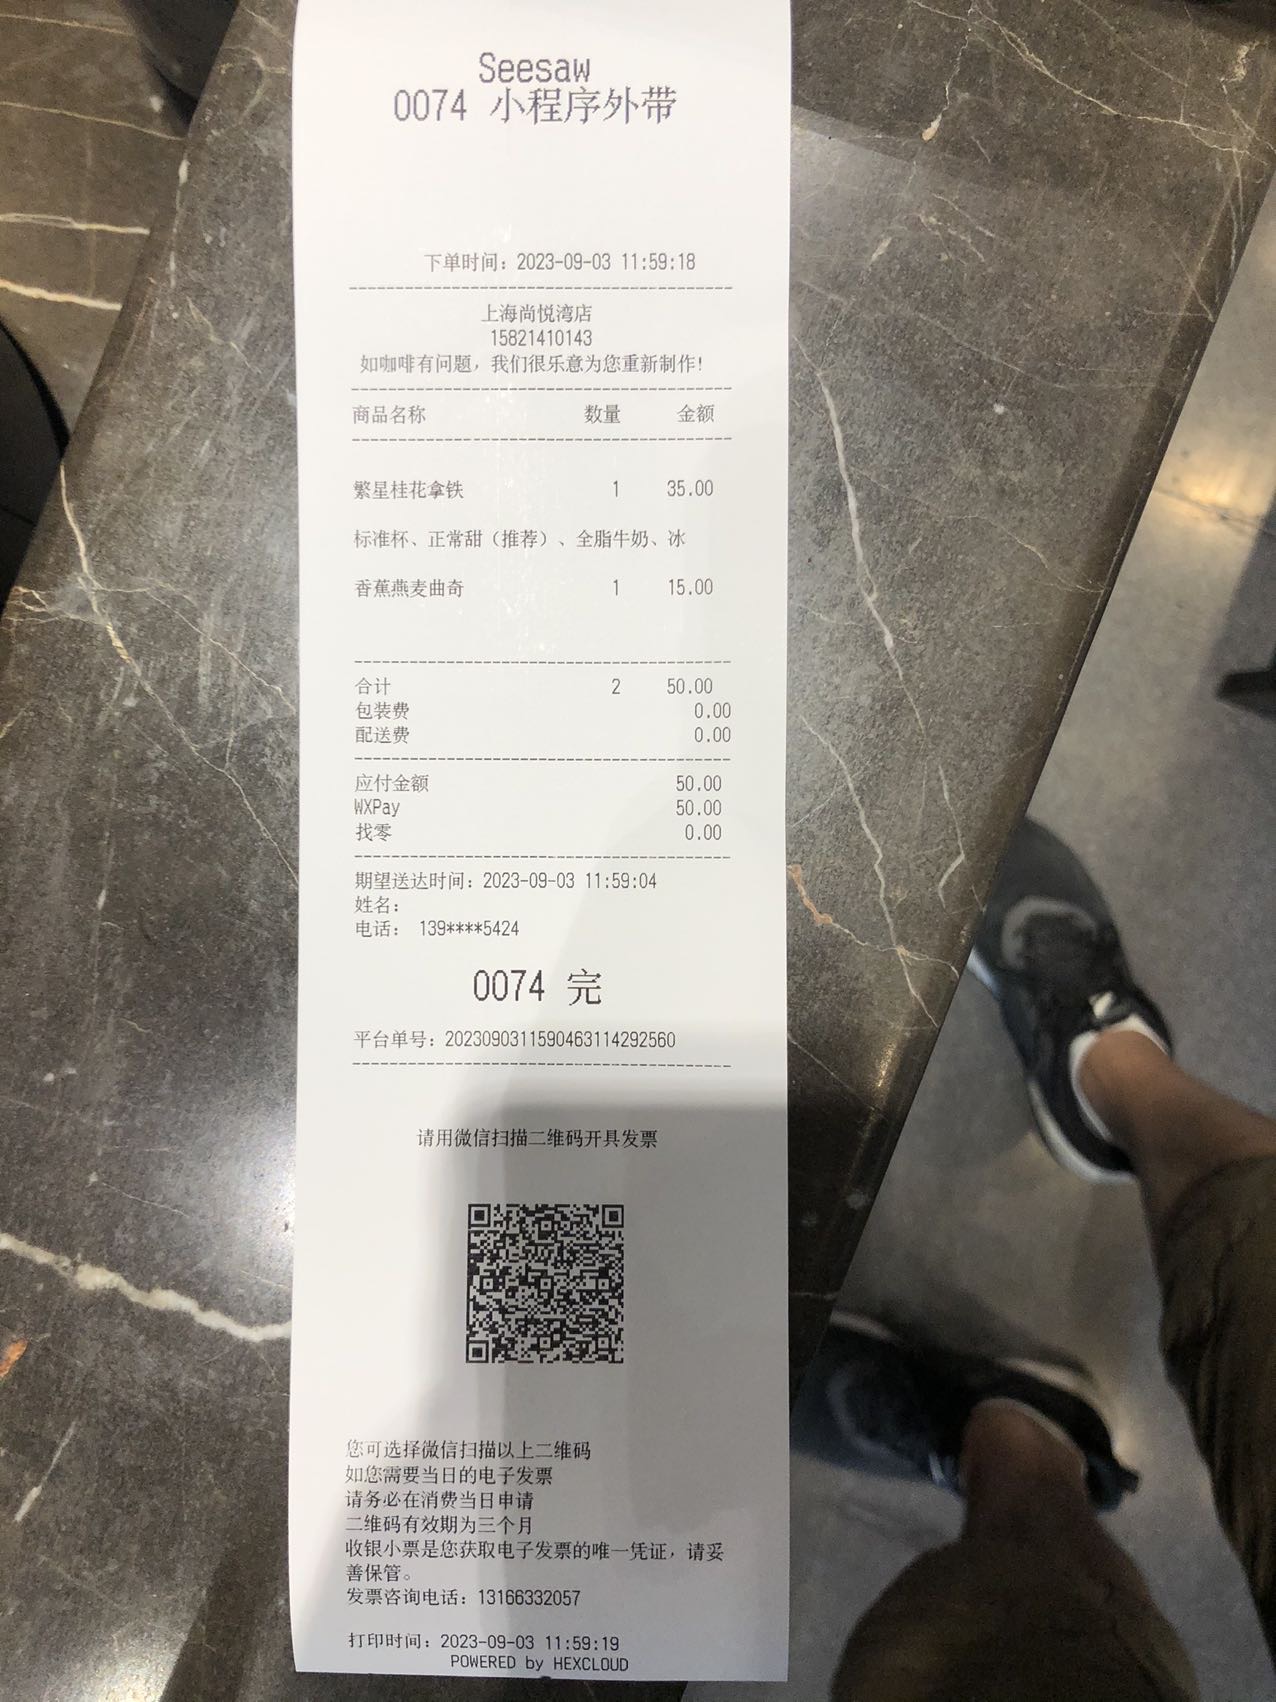 Seesaw
0074 小程序外带
下单时间：2023-09-03 11:59:18
上海尚悦湾店
15821410143
如咖啡有问题，我们很乐意为您重新制作！
商品名称 数量 金额
繁星桂花拿铁 1 35.00
标准杯、正常甜（推荐）、全脂牛奶、冰
香蕉燕麦曲奇 1 15.00
合计 2 50.00
包装费 0.00
配送费 0.00
应付金额 50.00
WXPay 50.00
找零 0.00
期望送达时间：2023-09-03 11:59:04
姓名：
电话： 139****5424
0074 完
平台单号：2023090311590463114292560
请用微信扫描二维码开具发票
您可选择微信扫描以上二维码
如您需要当日的电子发票
请务必在消费当日申请
二维码有效期为三个月
收银小票是您获取电子发票的唯一凭证，请妥
善保管。
发票咨询电话：13166332057
打印时间：2023-09-03 11:59:19
POWERED by HEXCLOUD